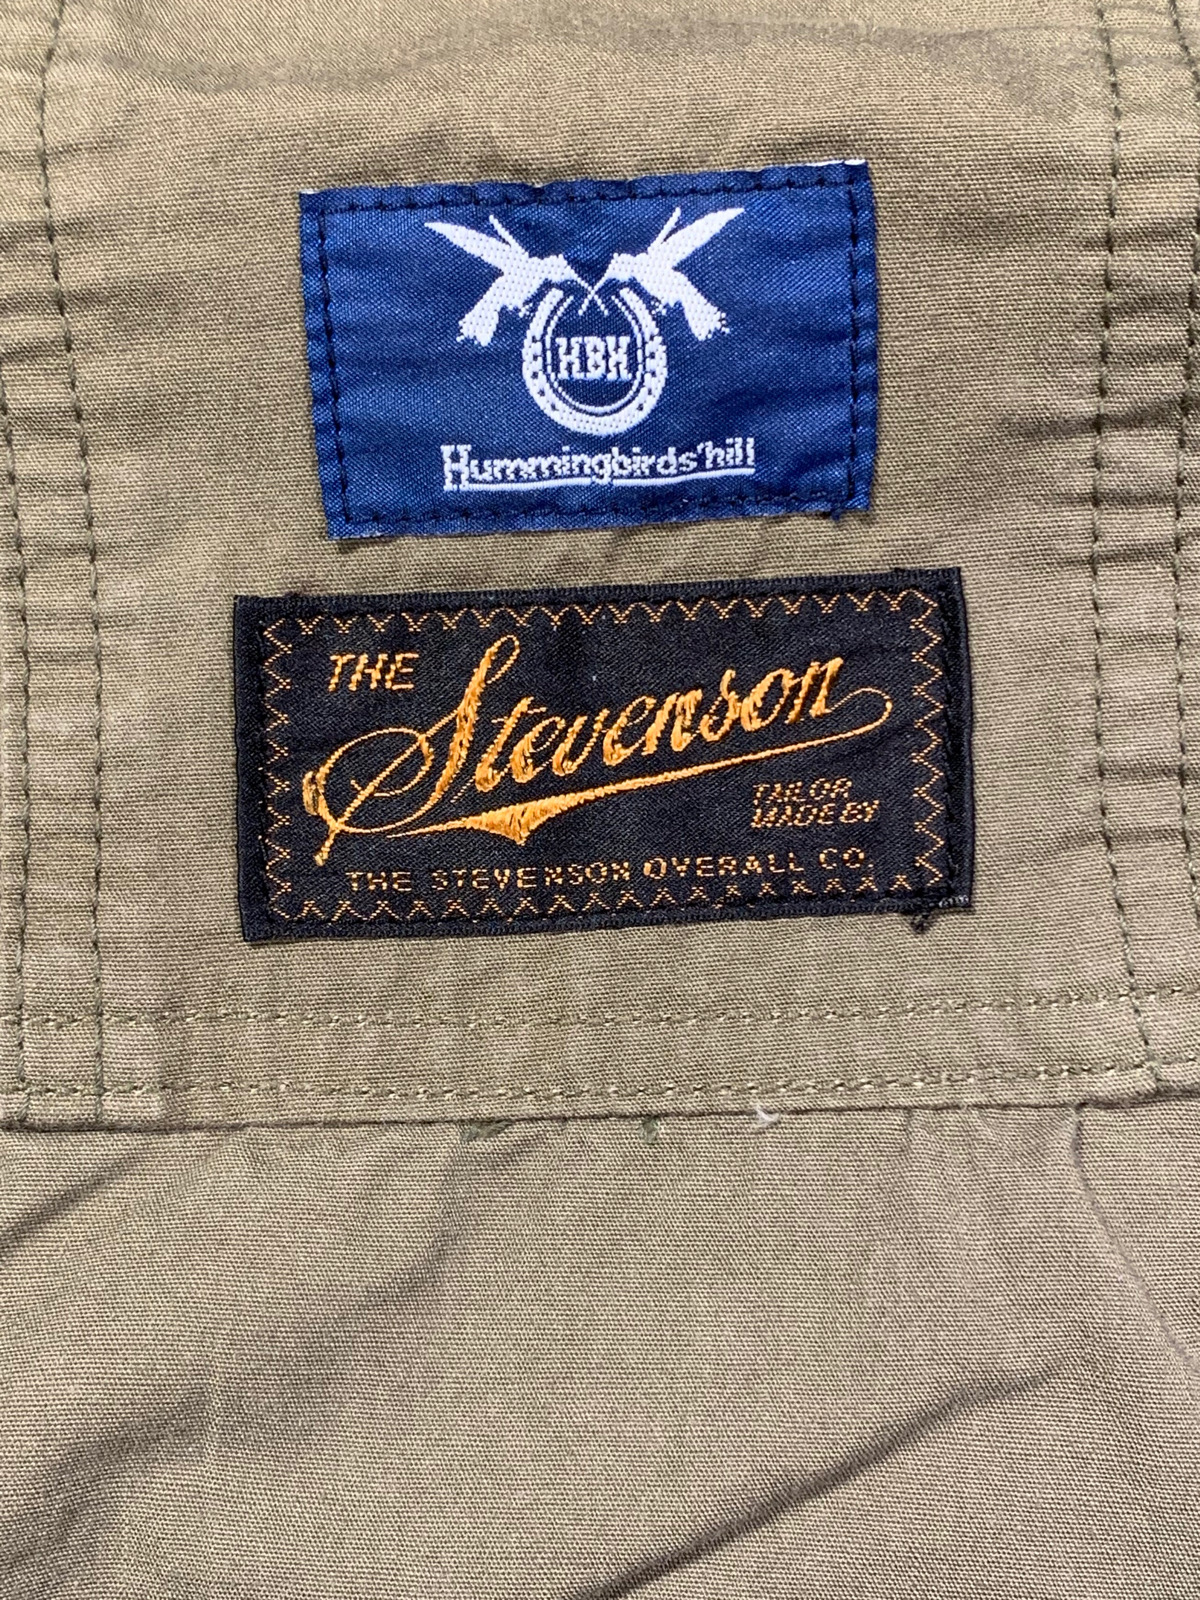 HBH
Hummingbirds'hill
THE
Stevenson
TAILOR
MADE BY
THE STEVENSON OVERALL CO.